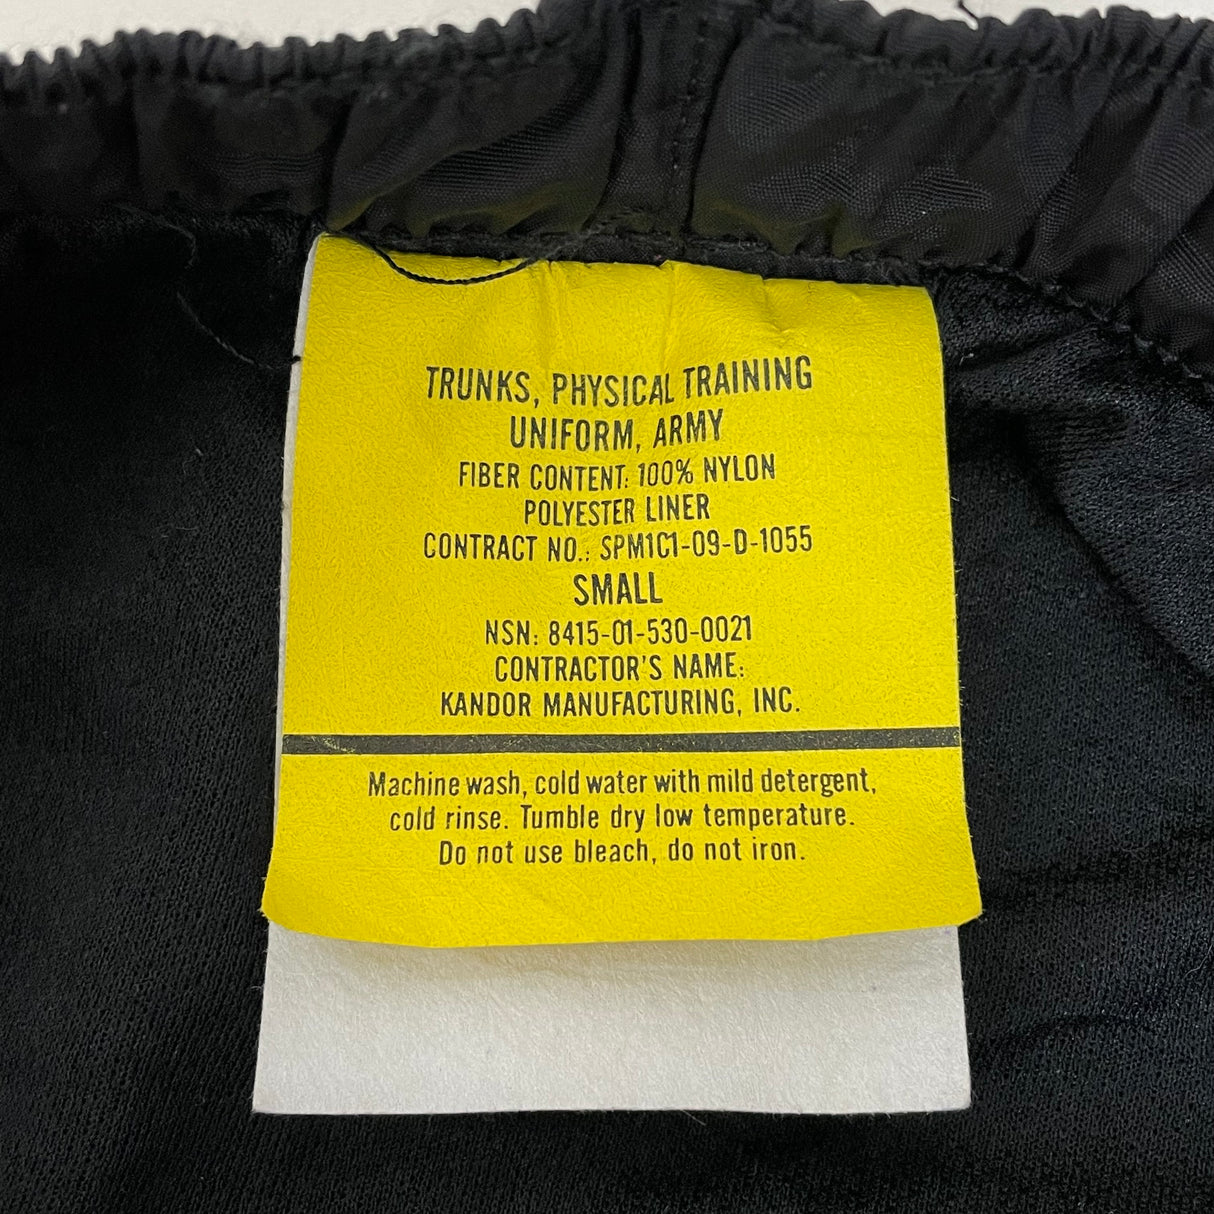 TRUNKS, PHYSICAL TRAINING
UNIFORM, ARMY
FIBER CONTENT: 100% NYLON
POLYESTER LINER
CONTRACT NO.: SPM1C1-09-D-1055
SMALL
NSN: 8415-01-530-0021
CONTRACTOR'S NAME:
KANDOR MANUFACTURING, INC.
Machine wash, cold water with mild detergent,
cold rinse. Tumble dry low temperature.
Do not use bleach, do not iron.